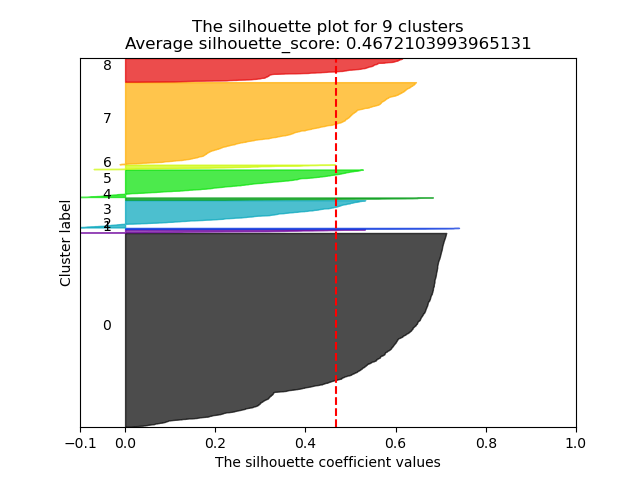 The silhouette plot for 9 clusters
Average silhouette_score: 0.4672103993965131
8
7
6
5
4
3
2
1
0
Cluster label
−0.1 0.0 0.2 0.4 0.6 0.8 1.0
The silhouette coefficient values